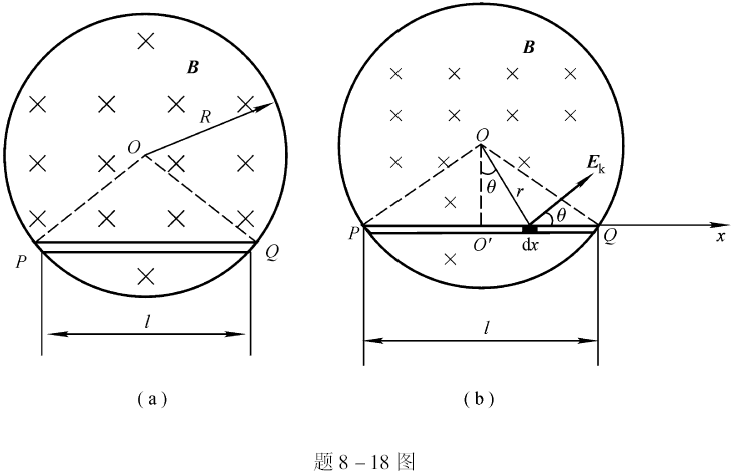 B
R
O
P
Q
l
(a)
B
O
θ
r
E_k
θ
P
O′
dx
Q
x
l
(b)
题 8-18 图